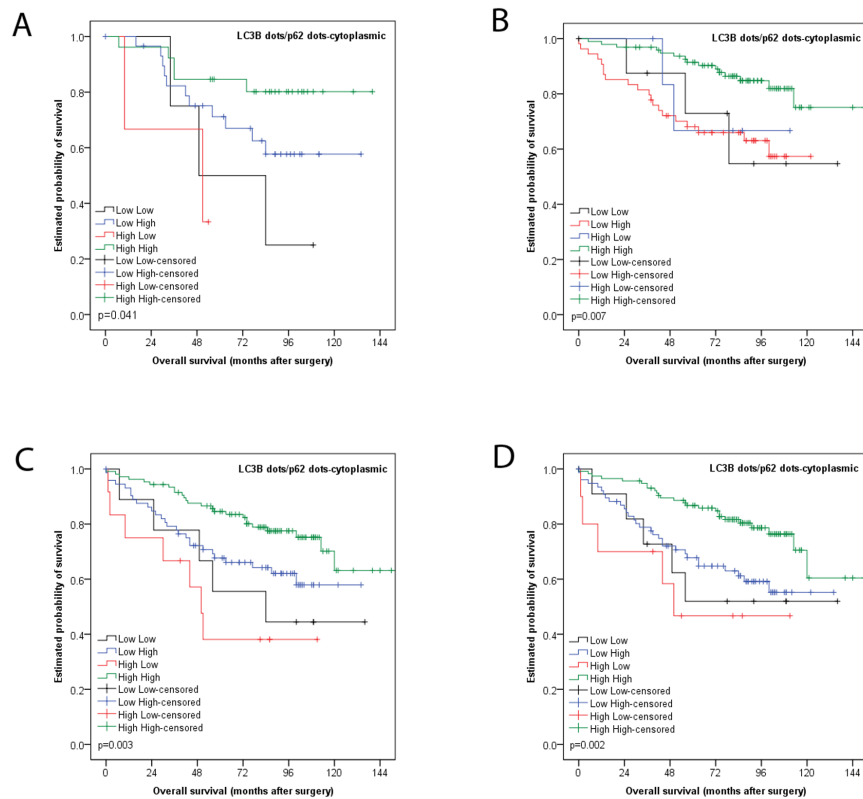 A
LC3B dots/p62 dots-cytoplasmic
Estimated probability of survival
1.0
0.8
0.6
0.4
0.2
0.0
Low Low
Low High
High Low
High High
Low Low-censored
Low High-censored
High Low-censored
High High-censored
p=0.041
0 24 48 72 96 120 144
Overall survival (months after surgery)
B
LC3B dots/p62 dots-cytoplasmic
Estimated probability of survival
1.0
0.8
0.6
0.4
0.2
0.0
Low Low
Low High
High Low
High High
Low Low-censored
Low High-censored
High Low-censored
High High-censored
p=0.007
0 24 48 72 96 120 144
Overall survival (months after surgery)
C
LC3B dots/p62 dots-cytoplasmic
Estimated probability of survival
1.0
0.8
0.6
0.4
0.2
0.0
Low Low
Low High
High Low
High High
Low Low-censored
Low High-censored
High Low-censored
High High-censored
p=0.003
0 24 48 72 96 120 144
Overall survival (months after surgery)
D
LC3B dots/p62 dots-cytoplasmic
Estimated probability of survival
1.0
0.8
0.6
0.4
0.2
0.0
Low Low
Low High
High Low
High High
Low Low-censored
Low High-censored
High Low-censored
High High-censored
p=0.002
0 24 48 72 96 120 144
Overall survival (months after surgery)